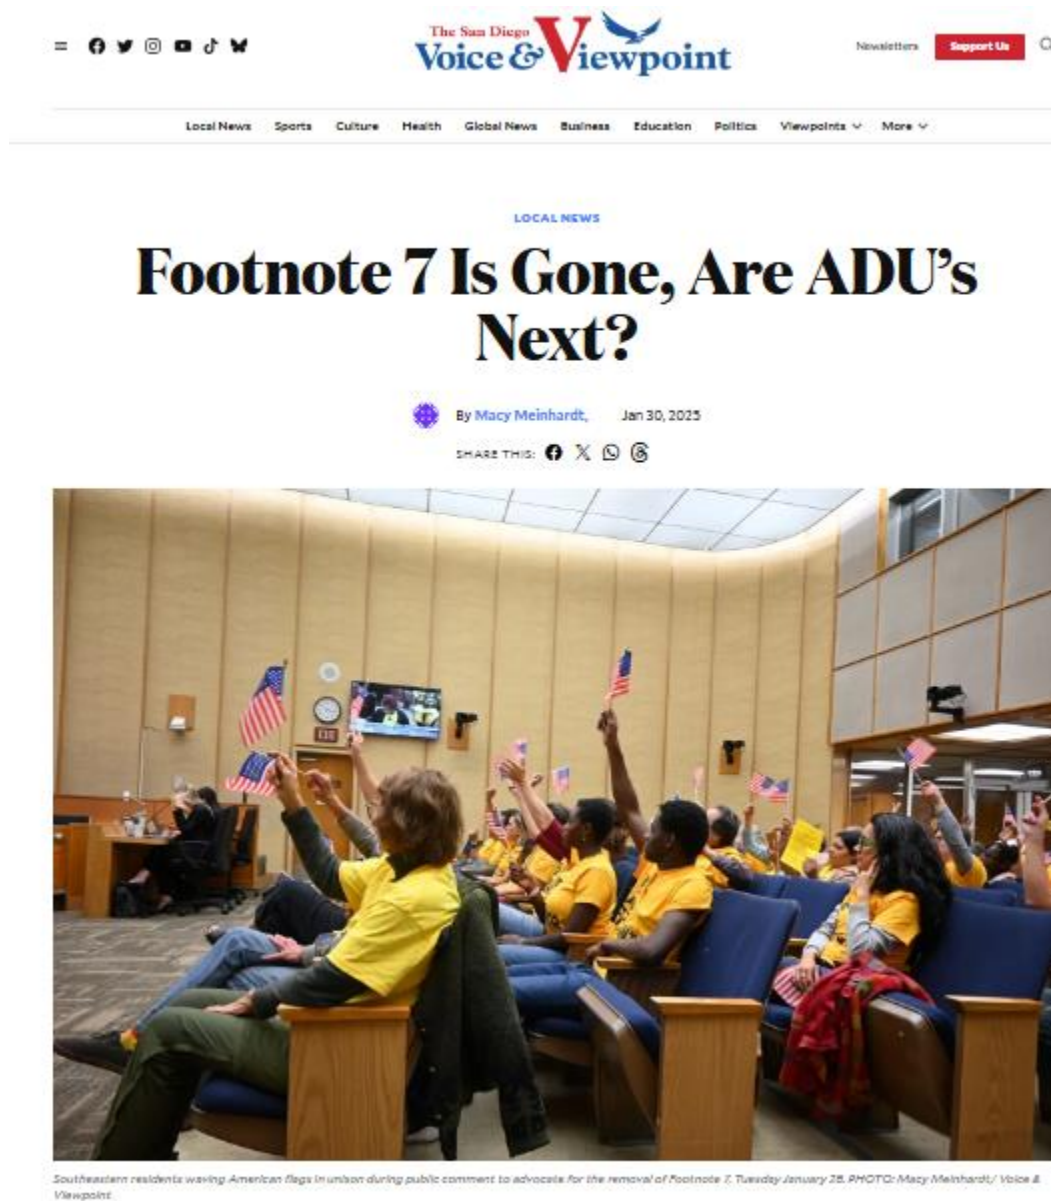 The San Diego
Voice & Viewpoint
Newsletters
Support Us
Local News Sports Culture Health Global News Business Education Politics Viewpoints More
LOCAL NEWS
Footnote 7 Is Gone, Are ADU's
Next?
By Macy Meinhardt, Jan 30, 2025
SHARE THIS:
EXIT
Southeastern residents waving American flags in unison during public comment to advocate for the removal of Footnote 7, Tuesday January 28. PHOTO: Macy Meinhardt/ Voice &
Viewpoint